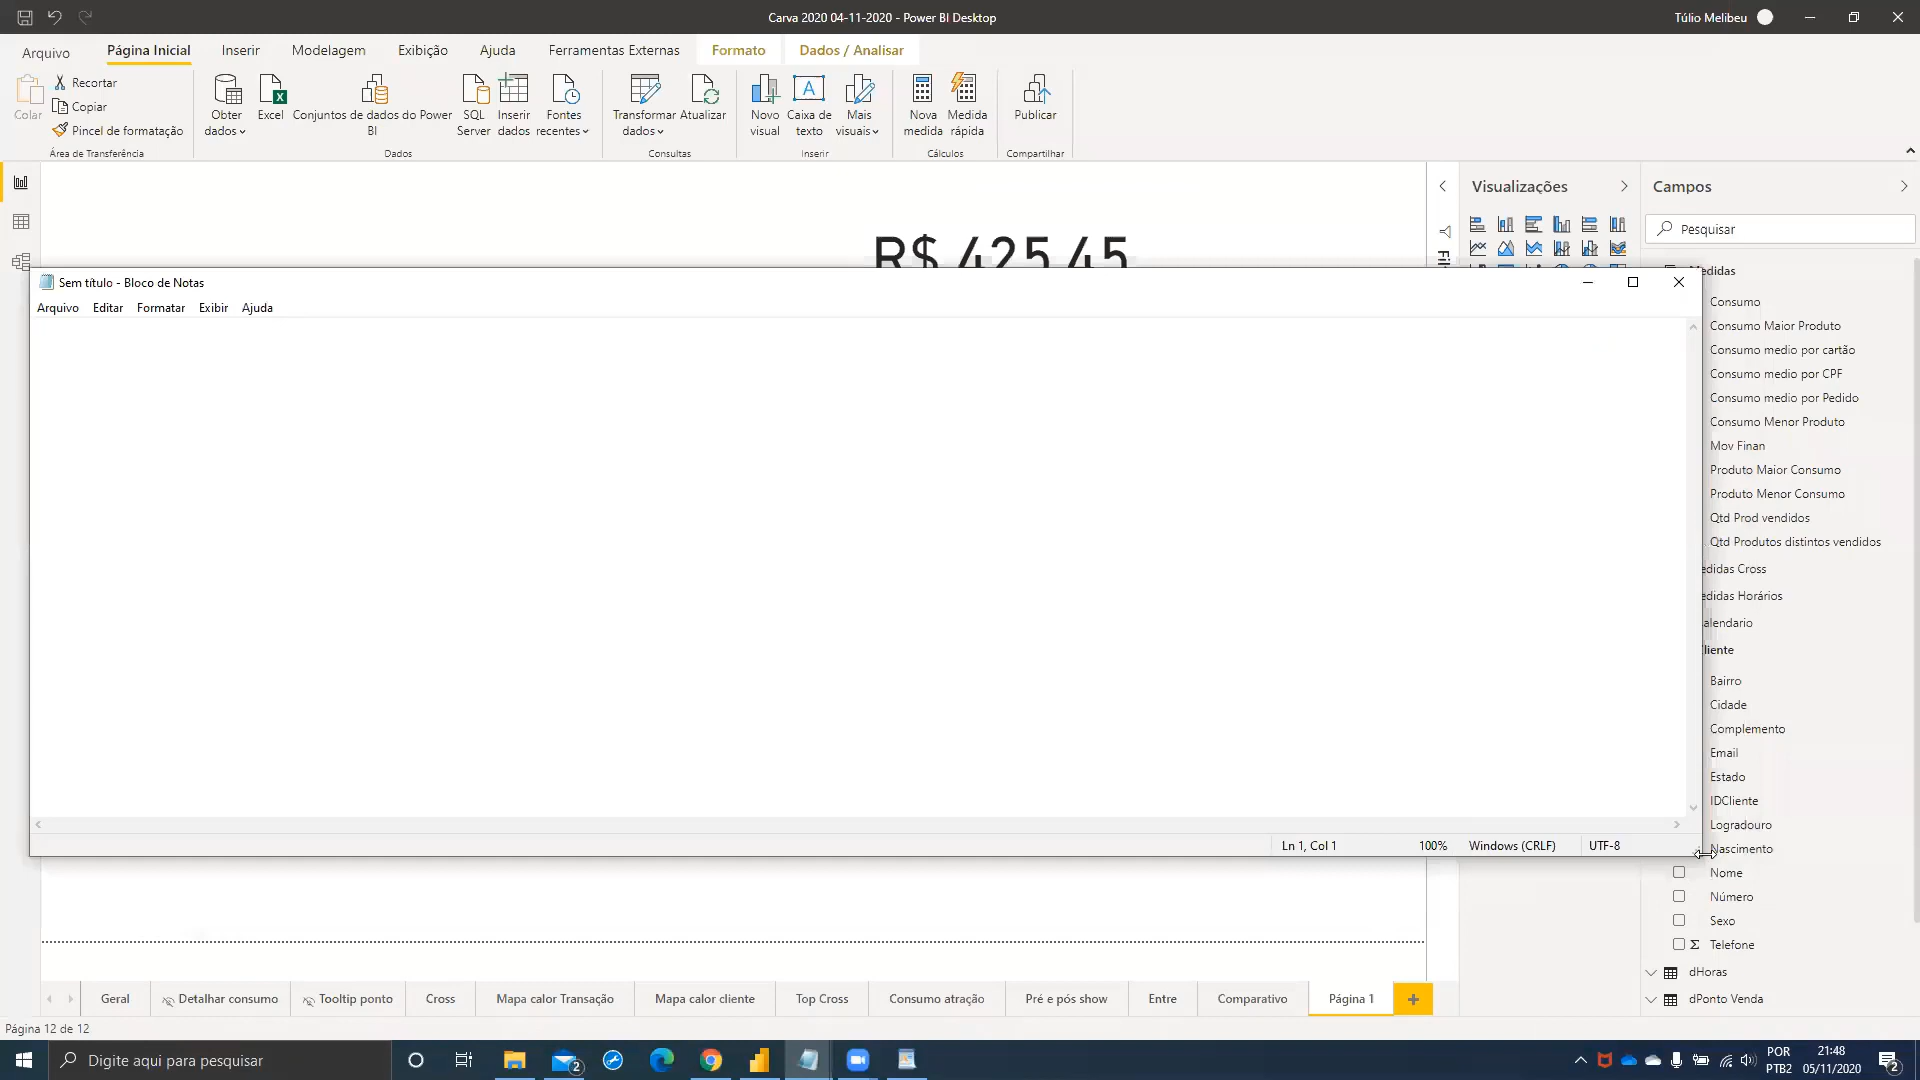 Carva 2020 04-11-2020 - Power BI Desktop
Túlio Melibeu
Arquivo
Página Inicial
Inserir
Modelagem
Exibição
Ajuda
Ferramentas Externas
Formato
Dados / Analisar
Colar
Recortar
Copiar
Pincel de formatação
Área de Transferência
Obter dados
Excel
Conjuntos de dados do Power BI
SQL Server
Inserir dados
Fontes recentes
Dados
Transformar dados
Atualizar
Consultas
Novo visual
Caixa de texto
Mais visuais
Inserir
Nova medida
Medida rápida
Cálculos
Publicar
Compartilhar
R$ 425,45
Visualizações
Campos
Pesquisar
Sem título - Bloco de Notas
Arquivo
Editar
Formatar
Exibir
Ajuda
Ln 1, Col 1
100%
Windows (CRLF)
UTF-8
edidas
Consumo
Consumo Maior Produto
Consumo medio por cartão
Consumo medio por CPF
Consumo medio por Pedido
Consumo Menor Produto
Mov Finan
Produto Maior Consumo
Produto Menor Consumo
Qtd Prod vendidos
Qtd Produtos distintos vendidos
edidas Cross
edidas Horários
alendario
liente
Bairro
Cidade
Complemento
Email
Estado
IDCliente
Logradouro
Nascimento
Nome
Número
Sexo
Σ Telefone
dHoras
dPonto Venda
Geral
Detalhar consumo
Tooltip ponto
Cross
Mapa calor Transação
Mapa calor cliente
Top Cross
Consumo atração
Pré e pós show
Entre
Comparativo
Página 1
+
Página 12 de 12
Digite aqui para pesquisar
2
POR
PTB2
21:48
05/11/2020
2